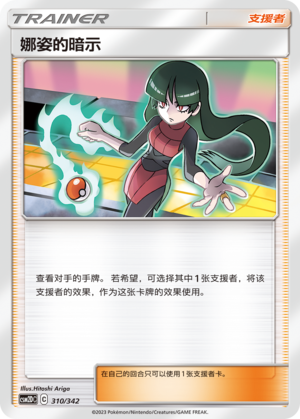 TRAINER 支援者
娜姿的暗示
查看对手的手牌。若希望，可选择其中1张支援者，将该
支援者的效果，作为这张卡牌的效果使用。
Illus.Hitoshi Ariga
在自己的回合只可以使用1张支援者卡。
CSM2DC C 310/342
©2023 Pokémon/Nintendo/Creatures/GAME FREAK.